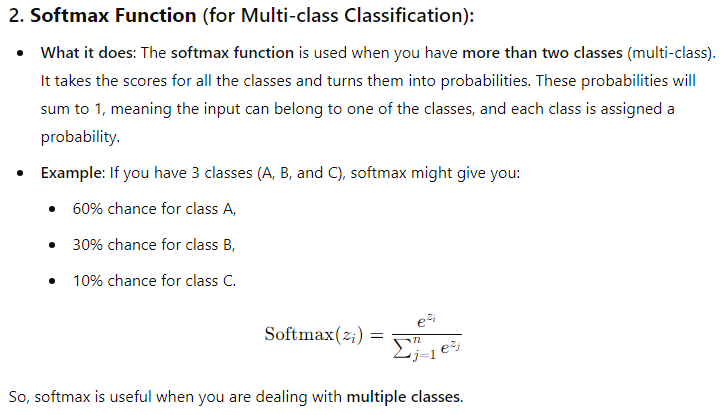 2. Softmax Function (for Multi-class Classification):
• What it does: The softmax function is used when you have more than two classes (multi-class).
It takes the scores for all the classes and turns them into probabilities. These probabilities will
sum to 1, meaning the input can belong to one of the classes, and each class is assigned a
probability.
• Example: If you have 3 classes (A, B, and C), softmax might give you:
• 60% chance for class A,
• 30% chance for class B,
• 10% chance for class C.
Softmax(z_i) = e^{z_i} / ∑_{j=1}^{n} e^{z_j}
So, softmax is useful when you are dealing with multiple classes.